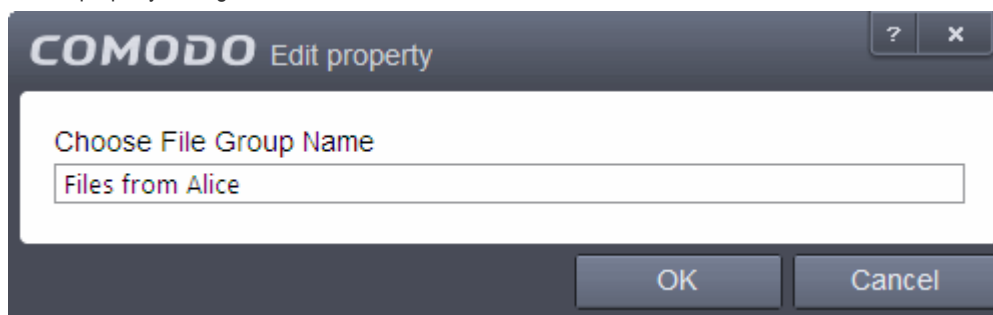 COMODO Edit property
? x
Choose File Group Name
Files from Alice
OK Cancel